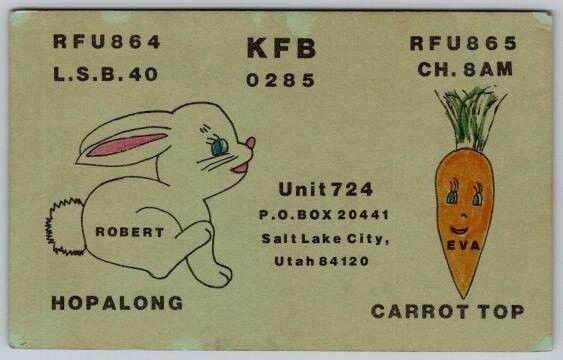 RFU864
L.S.B. 40
KFB
0285
RFU865
CH. 8AM
ROBERT
HOPALONG
Unit 724
P.O. BOX 20441
Salt Lake City,
Utah 84120
EVA
CARROT TOP